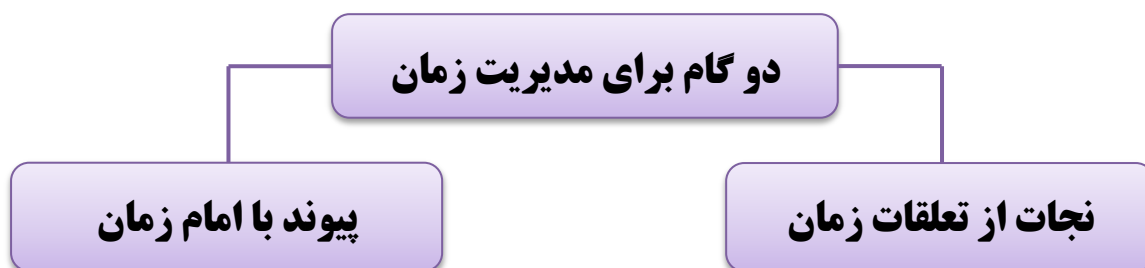 دو گام برای مدیریت زمان
نجات از تعلقات زمان
پیوند با امام زمان